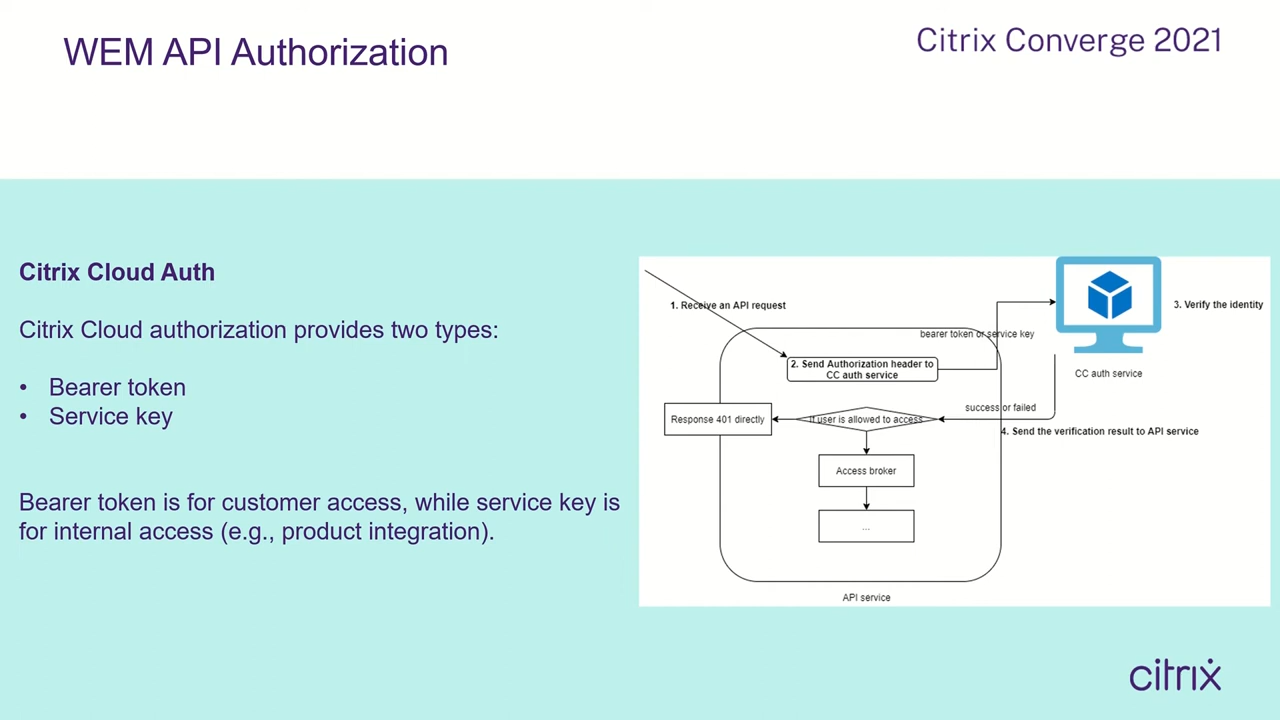 WEM API Authorization
Citrix Converge 2021
Citrix Cloud Auth
Citrix Cloud authorization provides two types:
• Bearer token
• Service key
Bearer token is for customer access, while service key is
for internal access (e.g., product integration).
1. Receive an API request
3. Verify the identity
bearer token or service key
2. Send Authorization header to
CC auth service
CC auth service
success or failed
Response 401 directly
If user is allowed to access
4. Send the verification result to API service
Access broker
...
API service
citrix